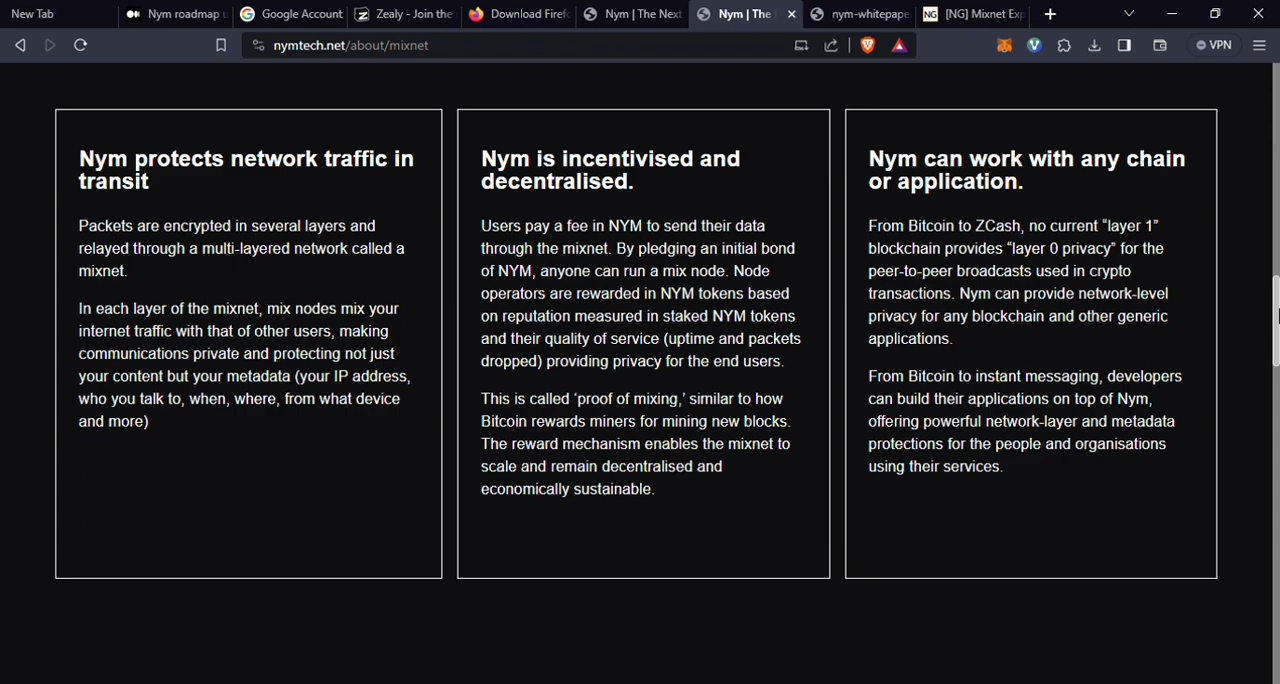 New Tab
Nym roadmap u
Google Account
Zealy - Join the
Download Firefo
Nym | The Next
Nym | The
nym-whitepape
[NG] Mixnet Exp
nymtech.net/about/mixnet
VPN
Nym protects network traffic in
transit
Packets are encrypted in several layers and
relayed through a multi-layered network called a
mixnet.
In each layer of the mixnet, mix nodes mix your
internet traffic with that of other users, making
communications private and protecting not just
your content but your metadata (your IP address,
who you talk to, when, where, from what device
and more)
Nym is incentivised and
decentralised.
Users pay a fee in NYM to send their data
through the mixnet. By pledging an initial bond
of NYM, anyone can run a mix node. Node
operators are rewarded in NYM tokens based
on reputation measured in staked NYM tokens
and their quality of service (uptime and packets
dropped) providing privacy for the end users.
This is called ‘proof of mixing,’ similar to how
Bitcoin rewards miners for mining new blocks.
The reward mechanism enables the mixnet to
scale and remain decentralised and
economically sustainable.
Nym can work with any chain
or application.
From Bitcoin to ZCash, no current “layer 1”
blockchain provides “layer 0 privacy” for the
peer-to-peer broadcasts used in crypto
transactions. Nym can provide network-level
privacy for any blockchain and other generic
applications.
From Bitcoin to instant messaging, developers
can build their applications on top of Nym,
offering powerful network-layer and metadata
protections for the people and organisations
using their services.